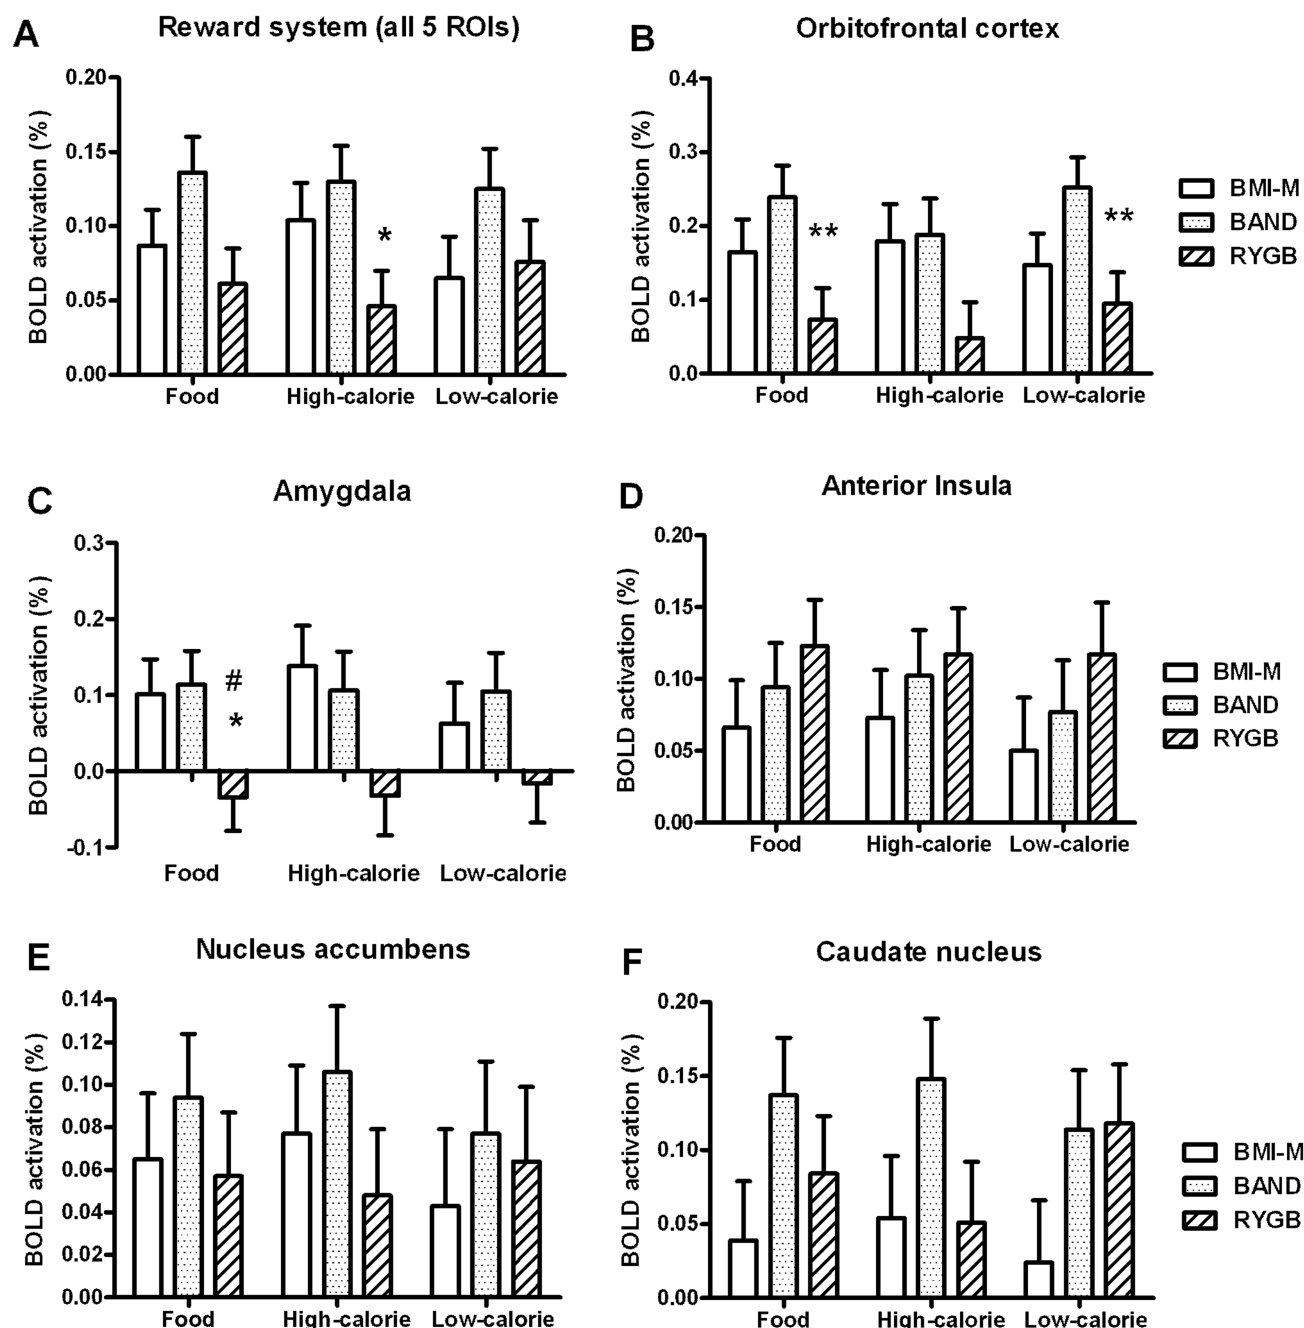 A
Reward system (all 5 ROIs)
BOLD activation (%)
0.20
0.15
0.10
0.05
0.00
*
Food
High-calorie
Low-calorie
B
Orbitofrontal cortex
BOLD activation (%)
0.4
0.3
0.2
0.1
0.0
**
**
Food
High-calorie
Low-calorie
BMI-M
BAND
RYGB
C
Amygdala
BOLD activation (%)
0.3
0.2
0.1
0.0
-0.1
#
*
Food
High-calorie
Low-calorie
D
Anterior Insula
BOLD activation (%)
0.20
0.15
0.10
0.05
0.00
Food
High-calorie
Low-calorie
BMI-M
BAND
RYGB
E
Nucleus accumbens
BOLD activation (%)
0.14
0.12
0.10
0.08
0.06
0.04
0.02
0.00
Food
High-calorie
Low-calorie
F
Caudate nucleus
BOLD activation (%)
0.20
0.15
0.10
0.05
0.00
Food
High-calorie
Low-calorie
BMI-M
BAND
RYGB